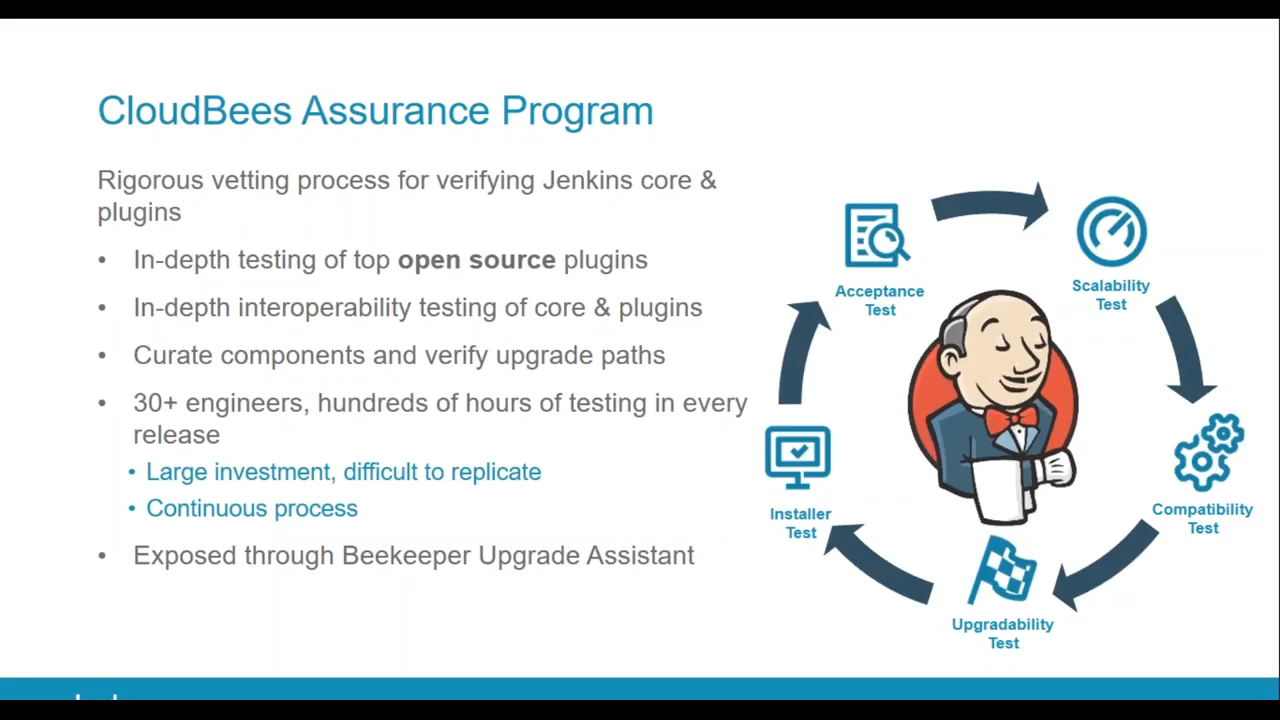 CloudBees Assurance Program
Rigorous vetting process for verifying Jenkins core &
plugins
• In-depth testing of top open source plugins
• In-depth interoperability testing of core & plugins
• Curate components and verify upgrade paths
• 30+ engineers, hundreds of hours of testing in every
release
• Large investment, difficult to replicate
• Continuous process
• Exposed through Beekeeper Upgrade Assistant
Acceptance
Test
Scalability
Test
Compatibility
Test
Upgradability
Test
Installer
Test